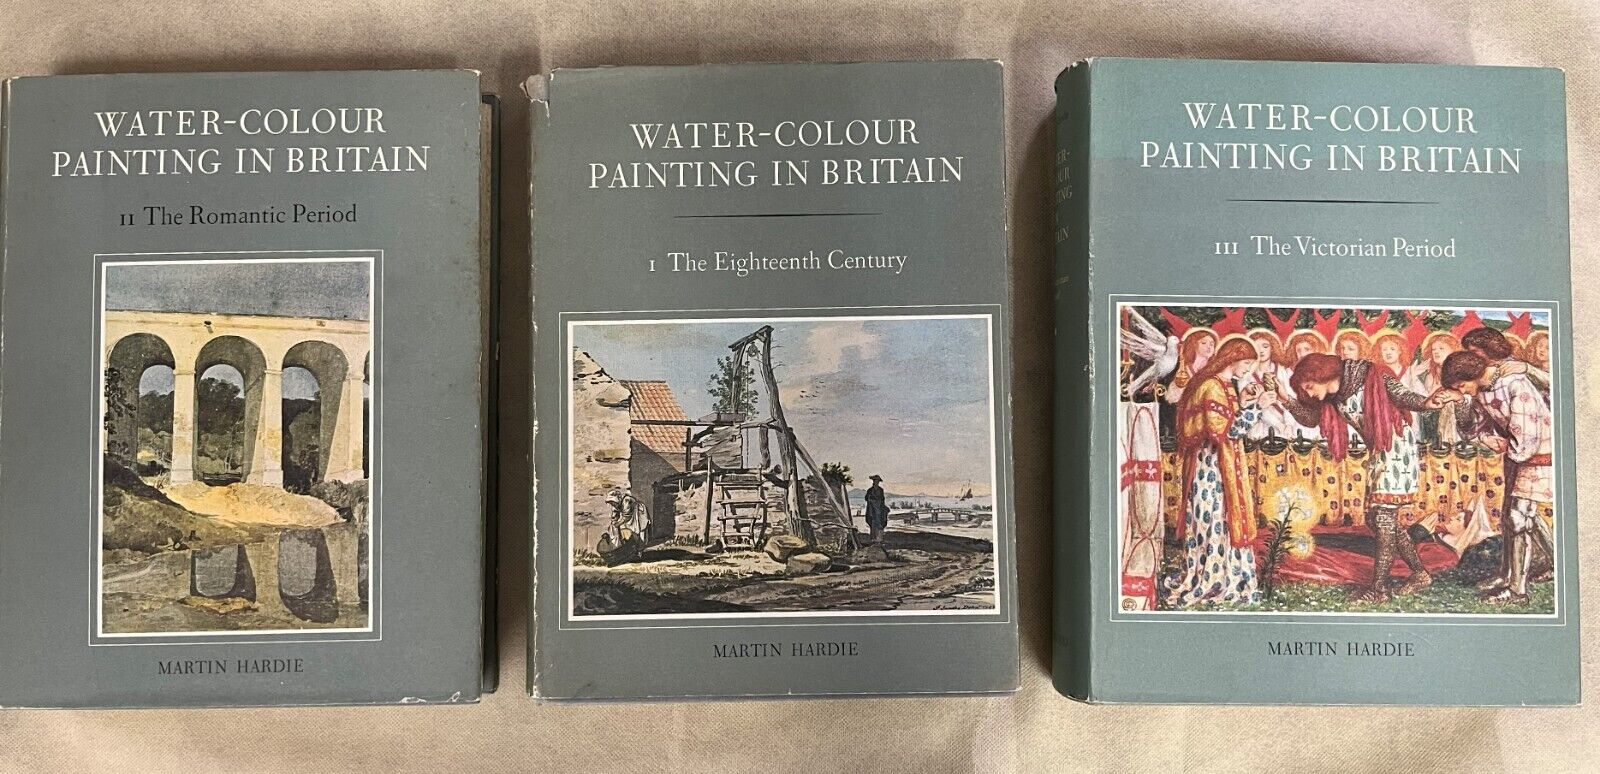 WATER-COLOUR
PAINTING IN BRITAIN
II The Romantic Period
MARTIN HARDIE
WATER-COLOUR
PAINTING IN BRITAIN
I The Eighteenth Century
MARTIN HARDIE
WATER-COLOUR
PAINTING IN BRITAIN
III The Victorian Period
MARTIN HARDIE